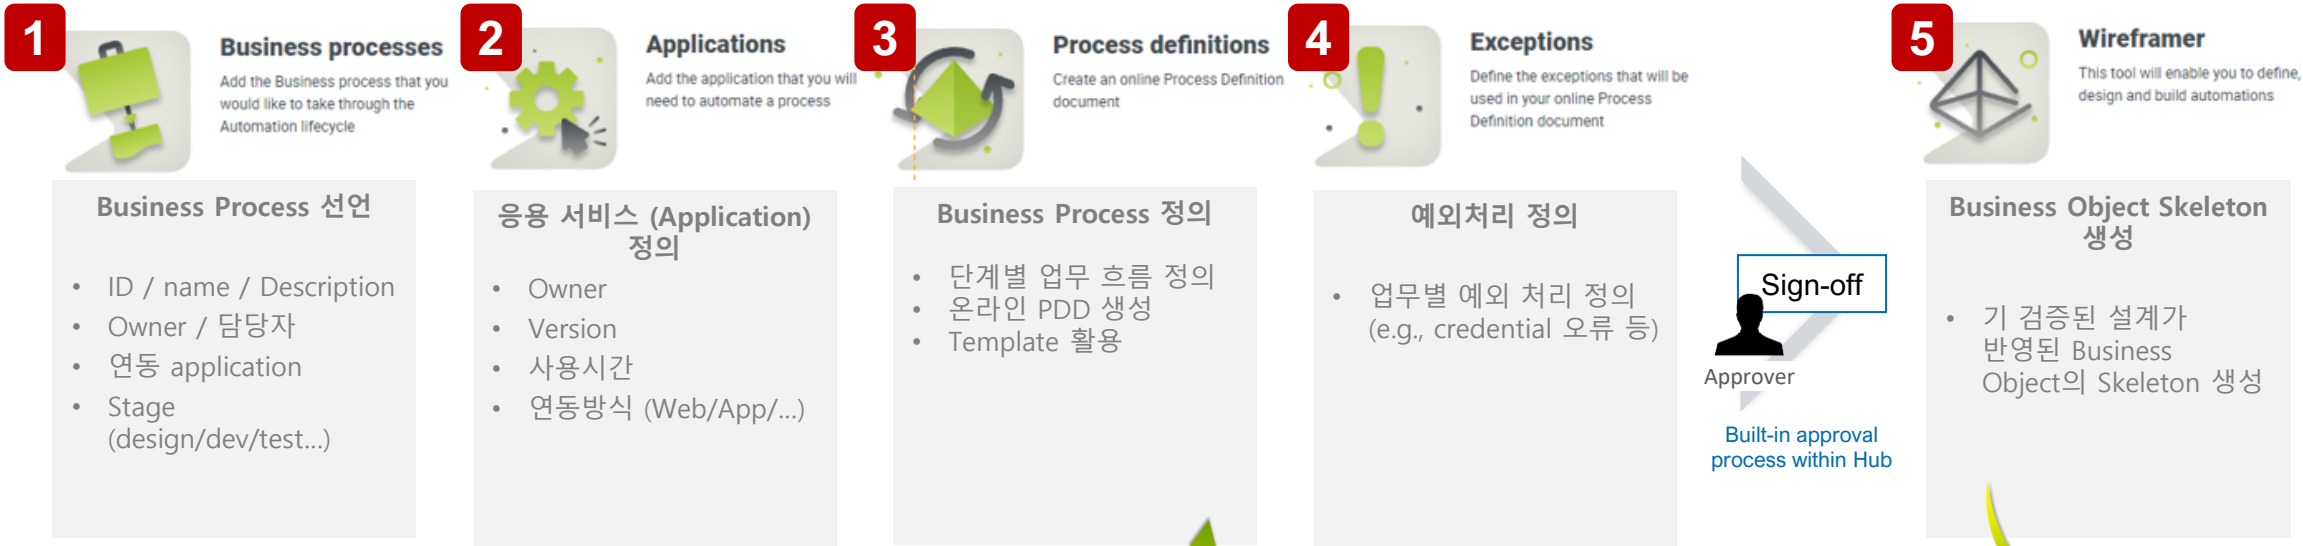 1
Business processes
Add the Business process that you
would like to take through the
Automation lifecycle
Business Process 선언
• ID / name / Description
• Owner / 담당자
• 연동 application
• Stage
(design/dev/test...)
2
Applications
Add the application that you will
need to automate a process
응용 서비스 (Application)
정의
• Owner
• Version
• 사용시간
• 연동방식 (Web/App/...)
3
Process definitions
Create an online Process Definition
document
Business Process 정의
• 단계별 업무 흐름 정의
• 온라인 PDD 생성
• Template 활용
4
Exceptions
Define the exceptions that will be
used in your online Process
Definition document
예외처리 정의
• 업무별 예외 처리 정의
(e.g., credential 오류 등)
Sign-off
Approver
Built-in approval
process within Hub
5
Wireframer
This tool will enable you to define,
design and build automations
Business Object Skeleton
생성
• 기 검증된 설계가
반영된 Business
Object의 Skeleton 생성